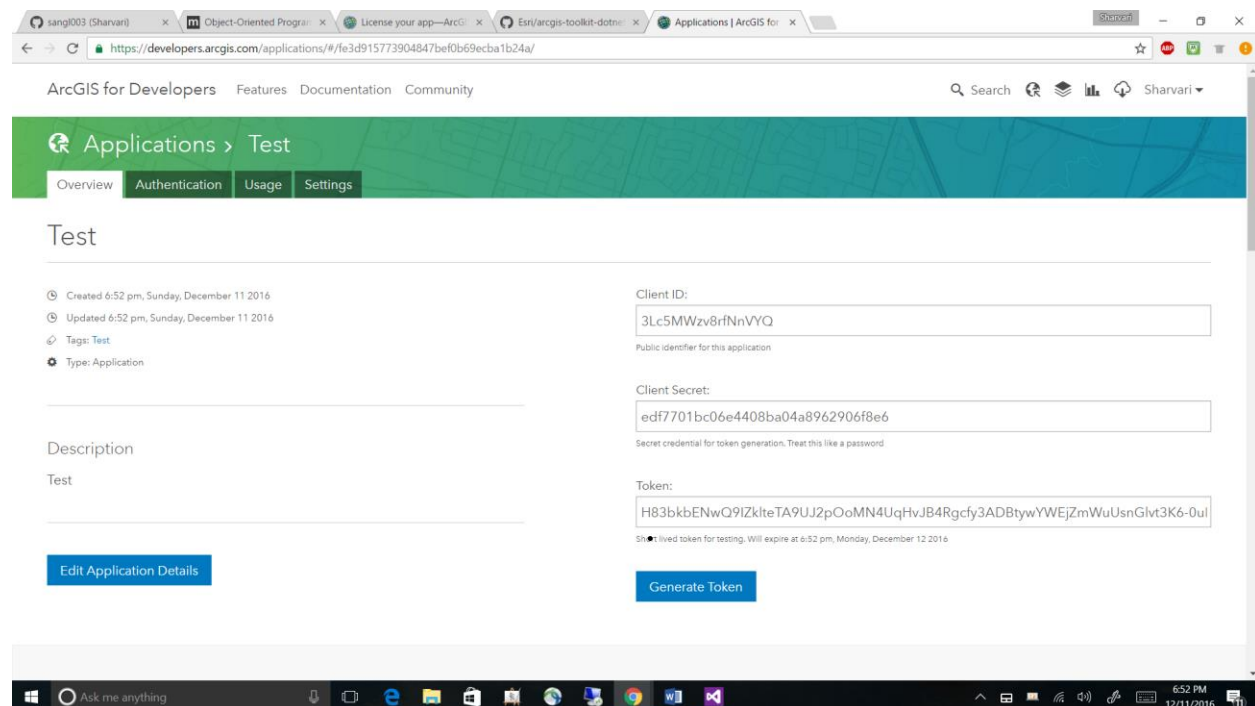 sangl003 (Sharvari)
Object-Oriented Program
License your app—ArcG
Esri/arcgis-toolkit-dotne
Applications | ArcGIS for
Sharvari
https://developers.arcgis.com/applications/#/fe3d915773904847bef0b69ecba1b24a/
ABP
ArcGIS for Developers Features Documentation Community Search Sharvari
Applications > Test
Overview Authentication Usage Settings
Test
Created 6:52 pm, Sunday, December 11 2016
Updated 6:52 pm, Sunday, December 11 2016
Tags: Test
Type: Application
Description
Test
Edit Application Details
Client ID:
3Lc5MWzv8rfNnVYQ
Public identifier for this application
Client Secret:
edf7701bc06e4408ba04a8962906f8e6
Secret credential for token generation. Treat this like a password
Token:
H83bkbENwQ9IZklteTA9UJ2pOoMN4UqHvJB4Rgcfy3ADBtywYWEjZmWuUsnGlvt3K6-0ul
Short lived token for testing. Will expire at 6:52 pm, Monday, December 12 2016
Generate Token
Ask me anything
6:52 PM
12/11/2016